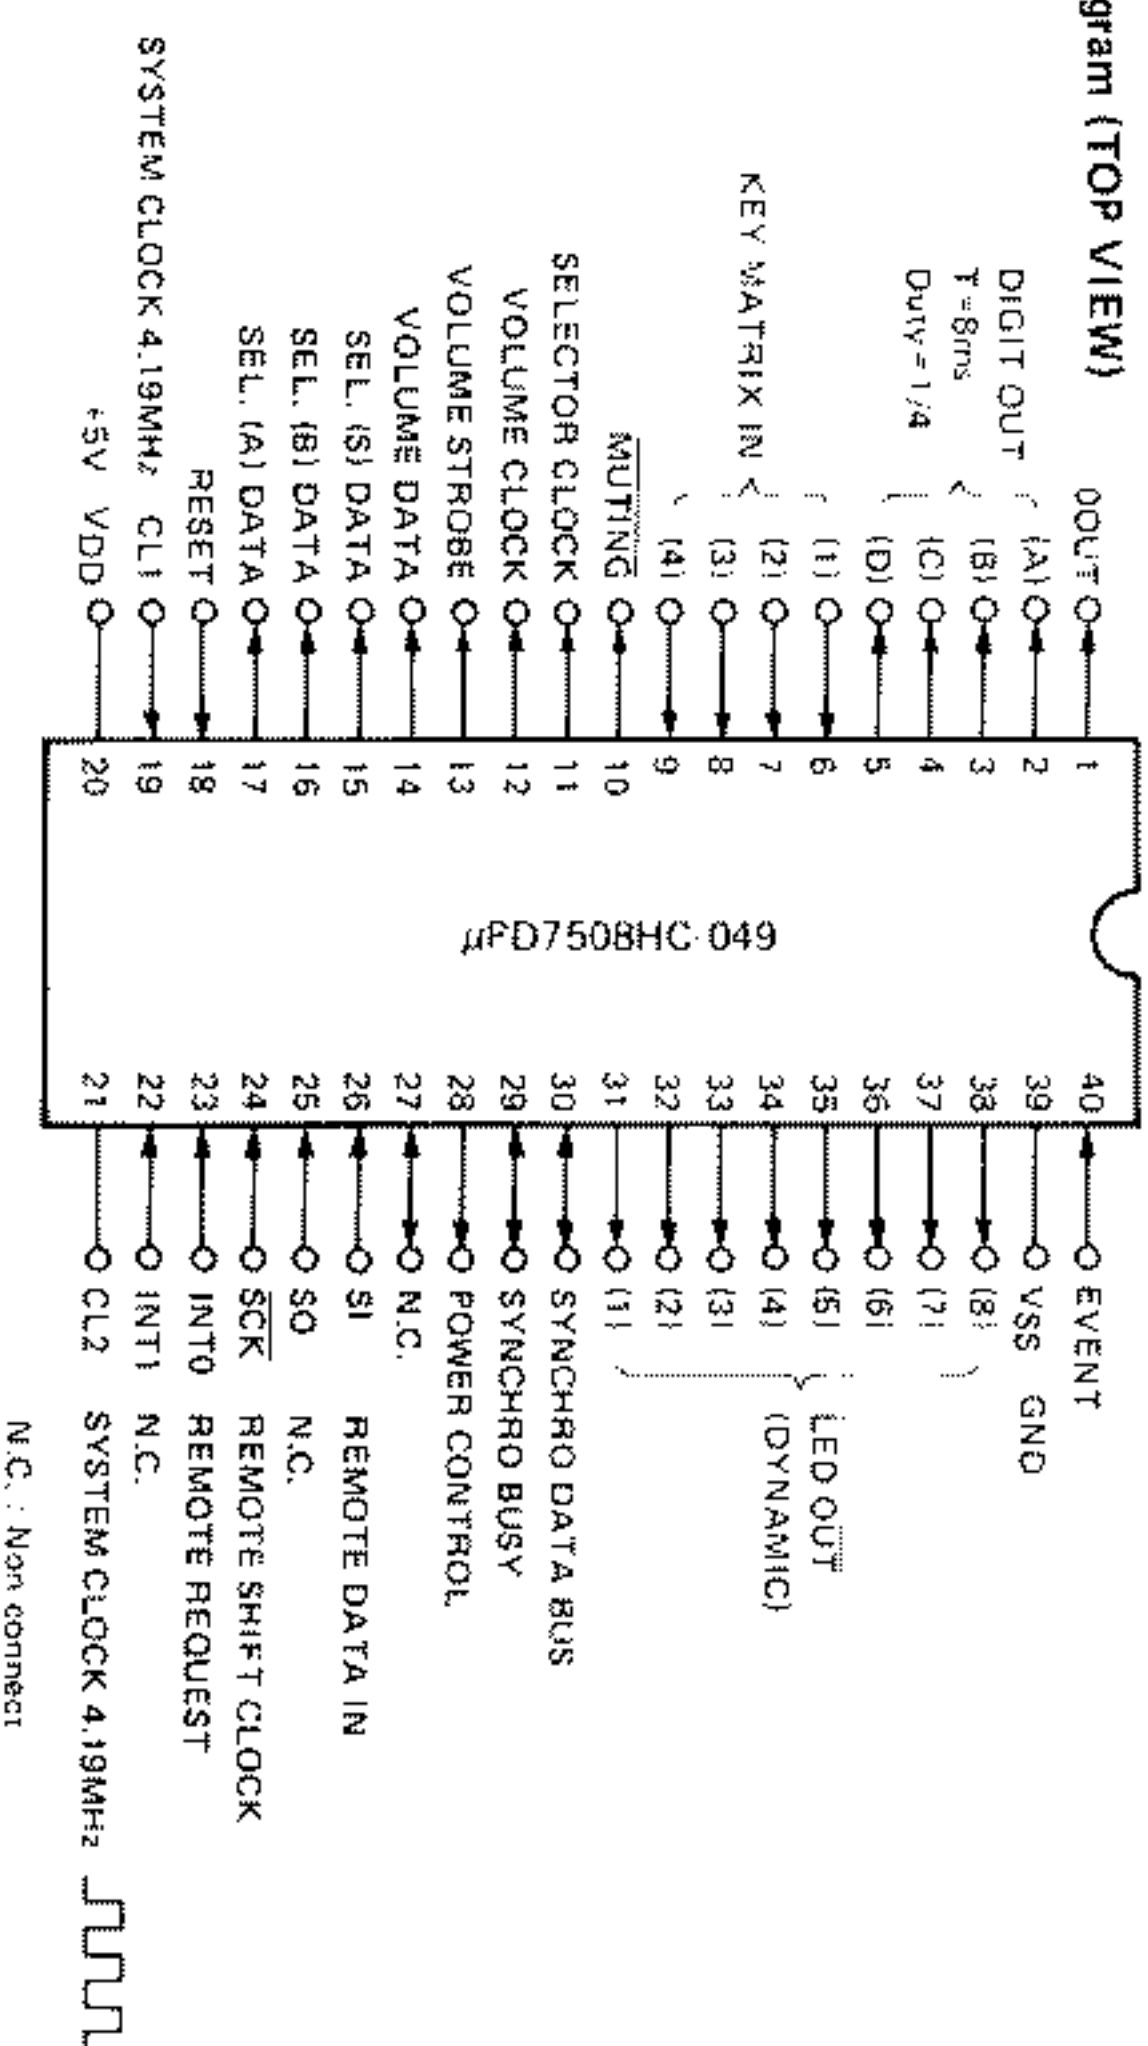 gram (TOP VIEW)
DIGIT OUT
T = 8ms
Duty = 1/4
KEY MATRIX IN
OOUT 1
(A) 2
(B) 3
(C) 4
(D) 5
(1) 6
(2) 7
(3) 8
(4) 9
MUTING 10
SELECTOR CLOCK 11
VOLUME CLOCK 12
VOLUME STROBE 13
VOLUME DATA 14
SEL. (S) DATA 15
SEL. (B) DATA 16
SEL. (A) DATA 17
RESET 18
SYSTEM CLOCK 4.19MHz CL1 19
+5V VDD 20
μPD7508HC-049
40 EVENT
39 VSS GND
38 (8)
37 (7)
36 (6)
35 (5)
34 (4)
33 (3)
32 (2)
31 (1)
LED OUT
(DYNAMIC)
30 SYNCHRO DATA BUS
29 SYNCHRO BUSY
28 POWER CONTROL
27 N.C.
26 SI REMOTE DATA IN
25 SO N.C.
24 SCK REMOTE SHIFT CLOCK
23 INT0 REMOTE REQUEST
22 INT1 N.C.
21 CL2 SYSTEM CLOCK 4.19MHz
N.C. : Non connect